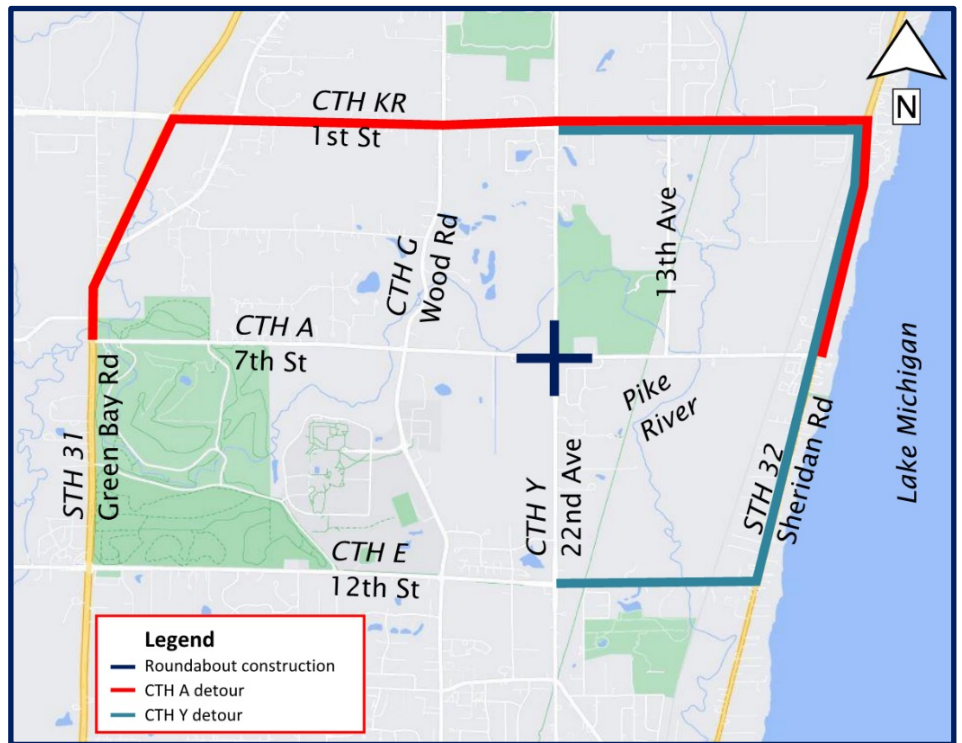 CTH KR
1st St
N
CTH G
Wood Rd
13th Ave
CTH A
7th St
Pike
River
Lake Michigan
STH 31
Green Bay Rd
CTH Y
22nd Ave
STH 32
Sheridan Rd
CTH E
12th St
Legend
Roundabout construction
CTH A detour
CTH Y detour